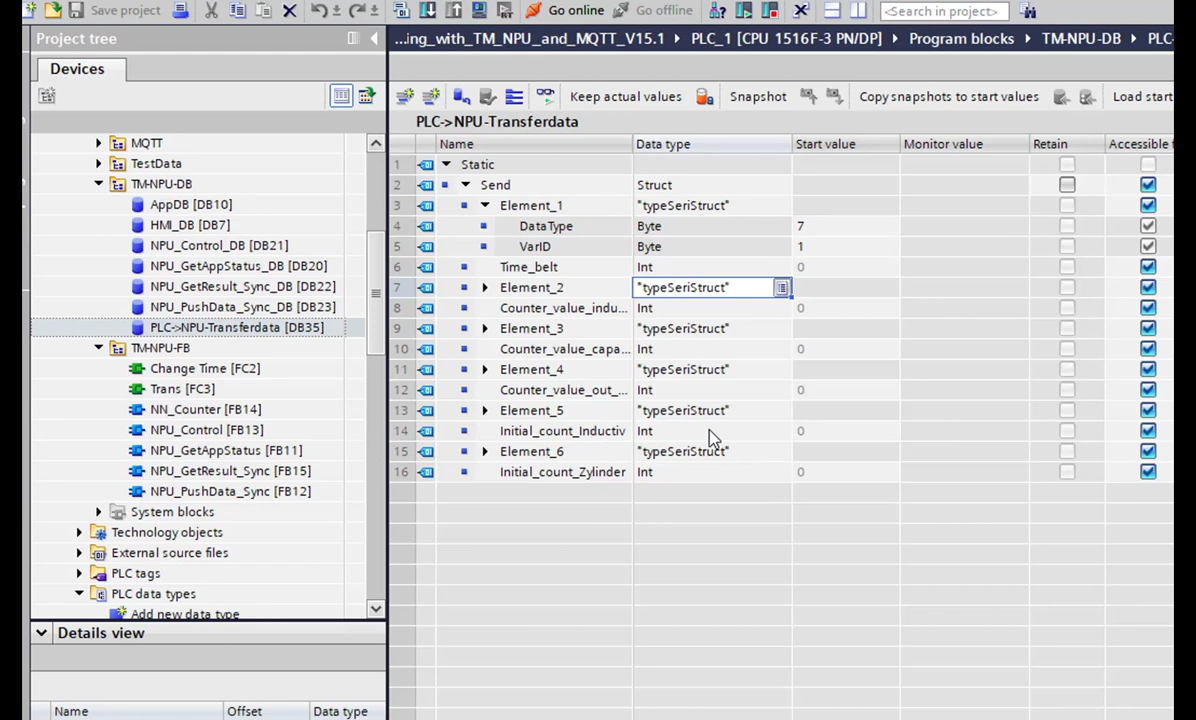 Save project
Go online
Go offline
<Search in project>
Project tree
...ing_with_TM_NPU_and_MQTT_V15.1 ▸ PLC_1 [CPU 1516F-3 PN/DP] ▸ Program blocks ▸ TM-NPU-DB ▸ PLC-
Devices
Keep actual values
Snapshot
Copy snapshots to start values
Load start
PLC->NPU-Transferdata
Name Data type Start value Monitor value Retain Accessible
MQTT
TestData
TM-NPU-DB
AppDB [DB10]
HMI_DB [DB7]
NPU_Control_DB [DB21]
NPU_GetAppStatus_DB [DB20]
NPU_GetResult_Sync_DB [DB22]
NPU_PushData_Sync_DB [DB23]
PLC->NPU-Transferdata [DB35]
TM-NPU-FB
Change Time [FC2]
Trans [FC3]
NN_Counter [FB14]
NPU_Control [FB13]
NPU_GetAppStatus [FB11]
NPU_GetResult_Sync [FB15]
NPU_PushData_Sync [FB12]
System blocks
Technology objects
External source files
PLC tags
PLC data types
Add new data type
1 Static
2 Send Struct
3 Element_1 "typeSeriStruct"
4 DataType Byte 7
5 VarID Byte 1
6 Time_belt Int 0
7 Element_2 "typeSeriStruct"
8 Counter_value_indu... Int 0
9 Element_3 "typeSeriStruct"
10 Counter_value_capa... Int 0
11 Element_4 "typeSeriStruct"
12 Counter_value_out_... Int 0
13 Element_5 "typeSeriStruct"
14 Initial_count_Inductiv Int 0
15 Element_6 "typeSeriStruct"
16 Initial_count_Zylinder Int 0
Details view
Name Offset Data type